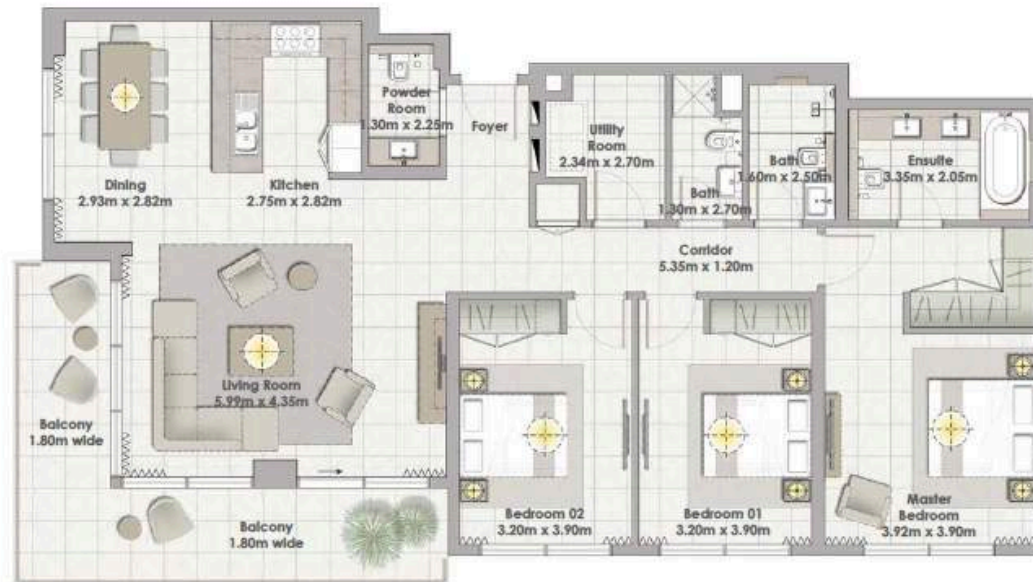 Powder
Room
1.30m x 2.25m
Foyer
Utility
Room
2.34m x 2.70m
Bath
1.30m x 2.70m
Bath
1.60m x 2.50m
Ensuite
3.35m x 2.05m
Dining
2.93m x 2.82m
Kitchen
2.75m x 2.82m
Corridor
5.35m x 1.20m
Living Room
5.99m x 4.35m
Balcony
1.80m wide
Balcony
1.80m wide
Bedroom 02
3.20m x 3.90m
Bedroom 01
3.20m x 3.90m
Master
Bedroom
3.92m x 3.90m